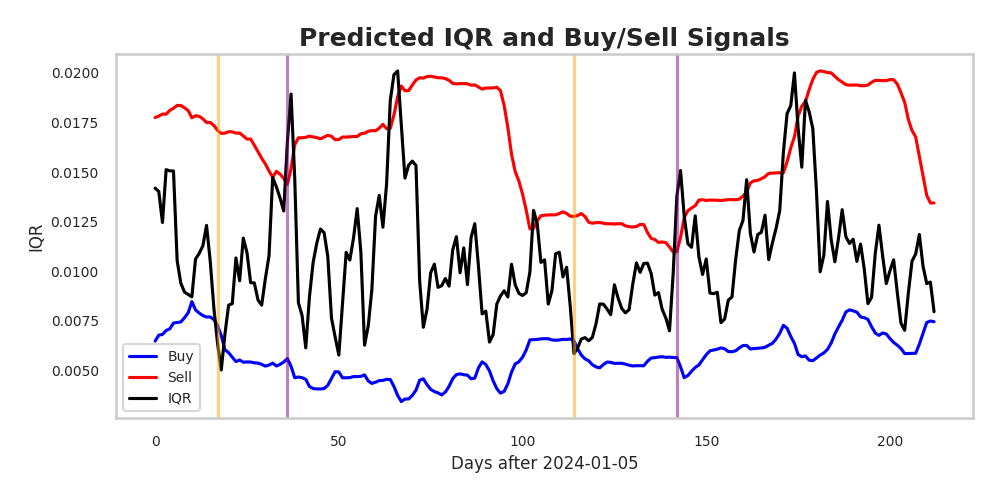 Predicted IQR and Buy/Sell Signals
0.0200
0.0175
0.0150
0.0125
0.0100
0.0075
0.0050
IQR
Buy
Sell
IQR
0
50
100
150
200
Days after 2024-01-05